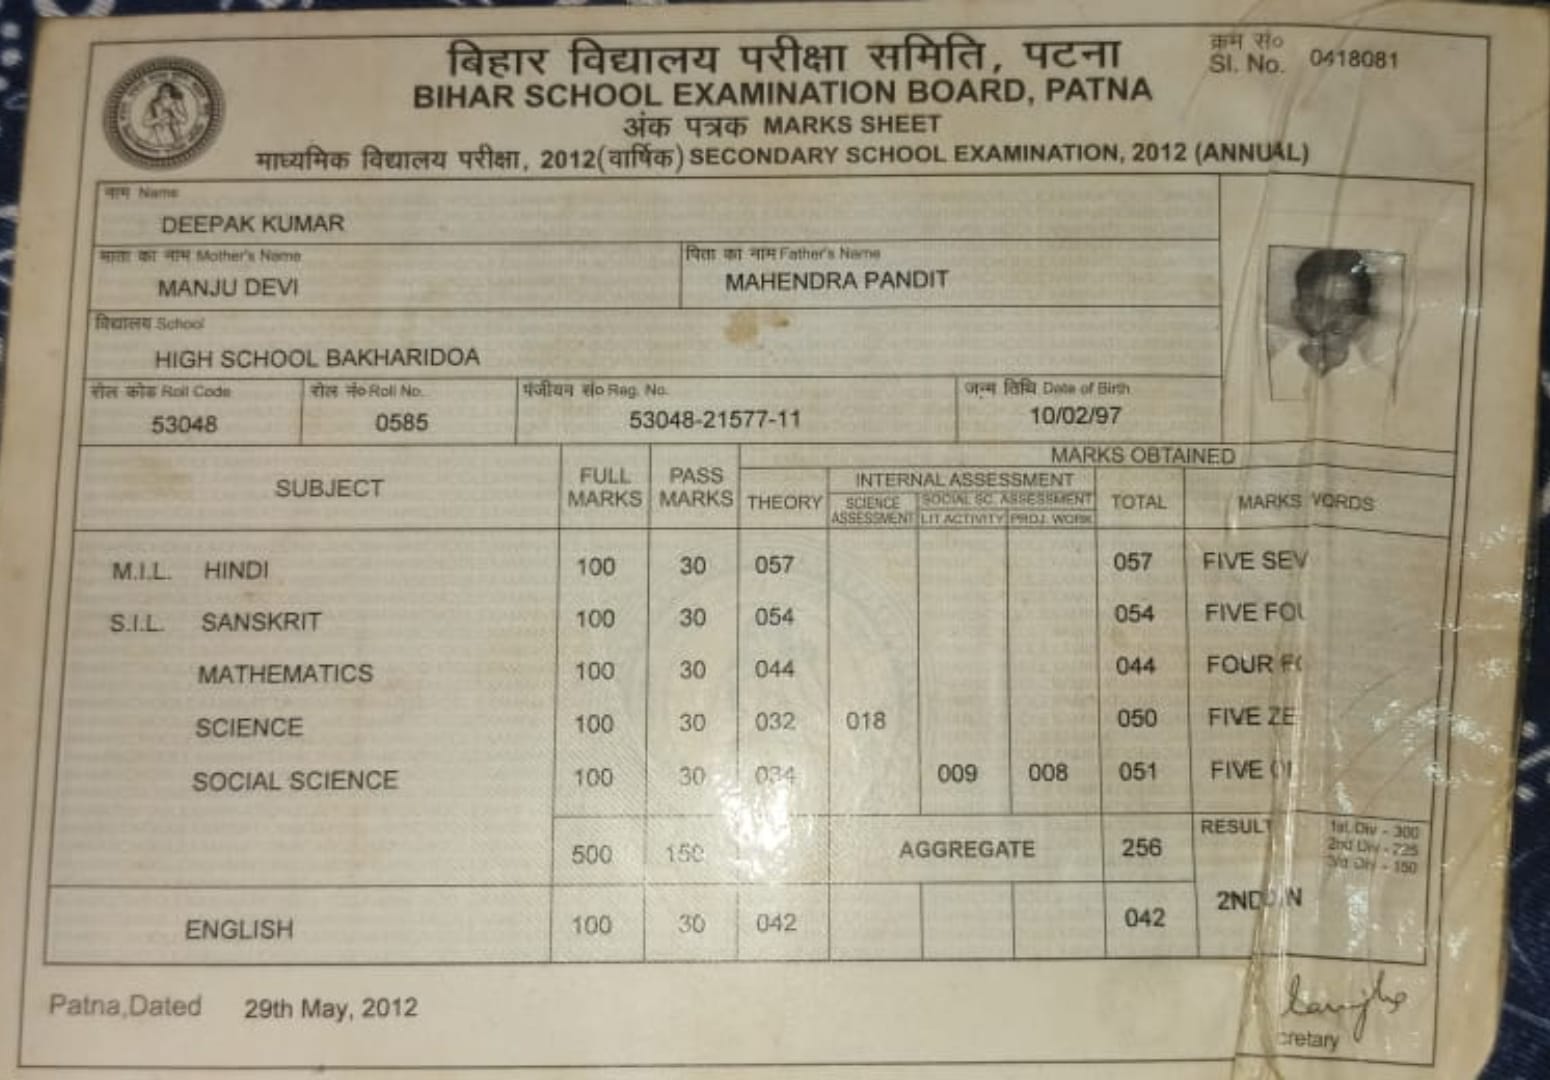 बिहार विद्यालय परीक्षा समिति, पटना
क्रम सं०
Sl. No. 0418081
BIHAR SCHOOL EXAMINATION BOARD, PATNA
अंक पत्रक MARKS SHEET
माध्यमिक विद्यालय परीक्षा, 2012(वार्षिक) SECONDARY SCHOOL EXAMINATION, 2012 (ANNUAL)
नाम Name
DEEPAK KUMAR
माता का नाम Mother's Name पिता का नाम Father's Name
MANJU DEVI MAHENDRA PANDIT
विद्यालय School
HIGH SCHOOL BAKHARIDOA
रोल कोड Roll Code रोल नं० Roll No. पंजीयन सं० Reg. No. जन्म तिथि Date of Birth
53048 0585 53048-21577-11 10/02/97
MARKS OBTAINED
SUBJECT FULL MARKS PASS MARKS THEORY INTERNAL ASSESSMENT TOTAL MARKS
SCIENCE ASSESSMENT SOCIAL SC. ASSESSMENT
LIT ACTIVITY PROJ. WORK
M.I.L. HINDI 100 30 057 057 FIVE SEV
S.I.L. SANSKRIT 100 30 054 054 FIVE FOU
MATHEMATICS 100 30 044 044 FOUR
SCIENCE 100 30 032 018 050 FIVE ZE
SOCIAL SCIENCE 100 30 034 009 008 051 FIVE
500 150 AGGREGATE 256 RESULT
1st Div - 300
2nd Div - 225
3rd Div - 150
ENGLISH 100 30 042 042 2ND
Patna,Dated 29th May, 2012
cretary